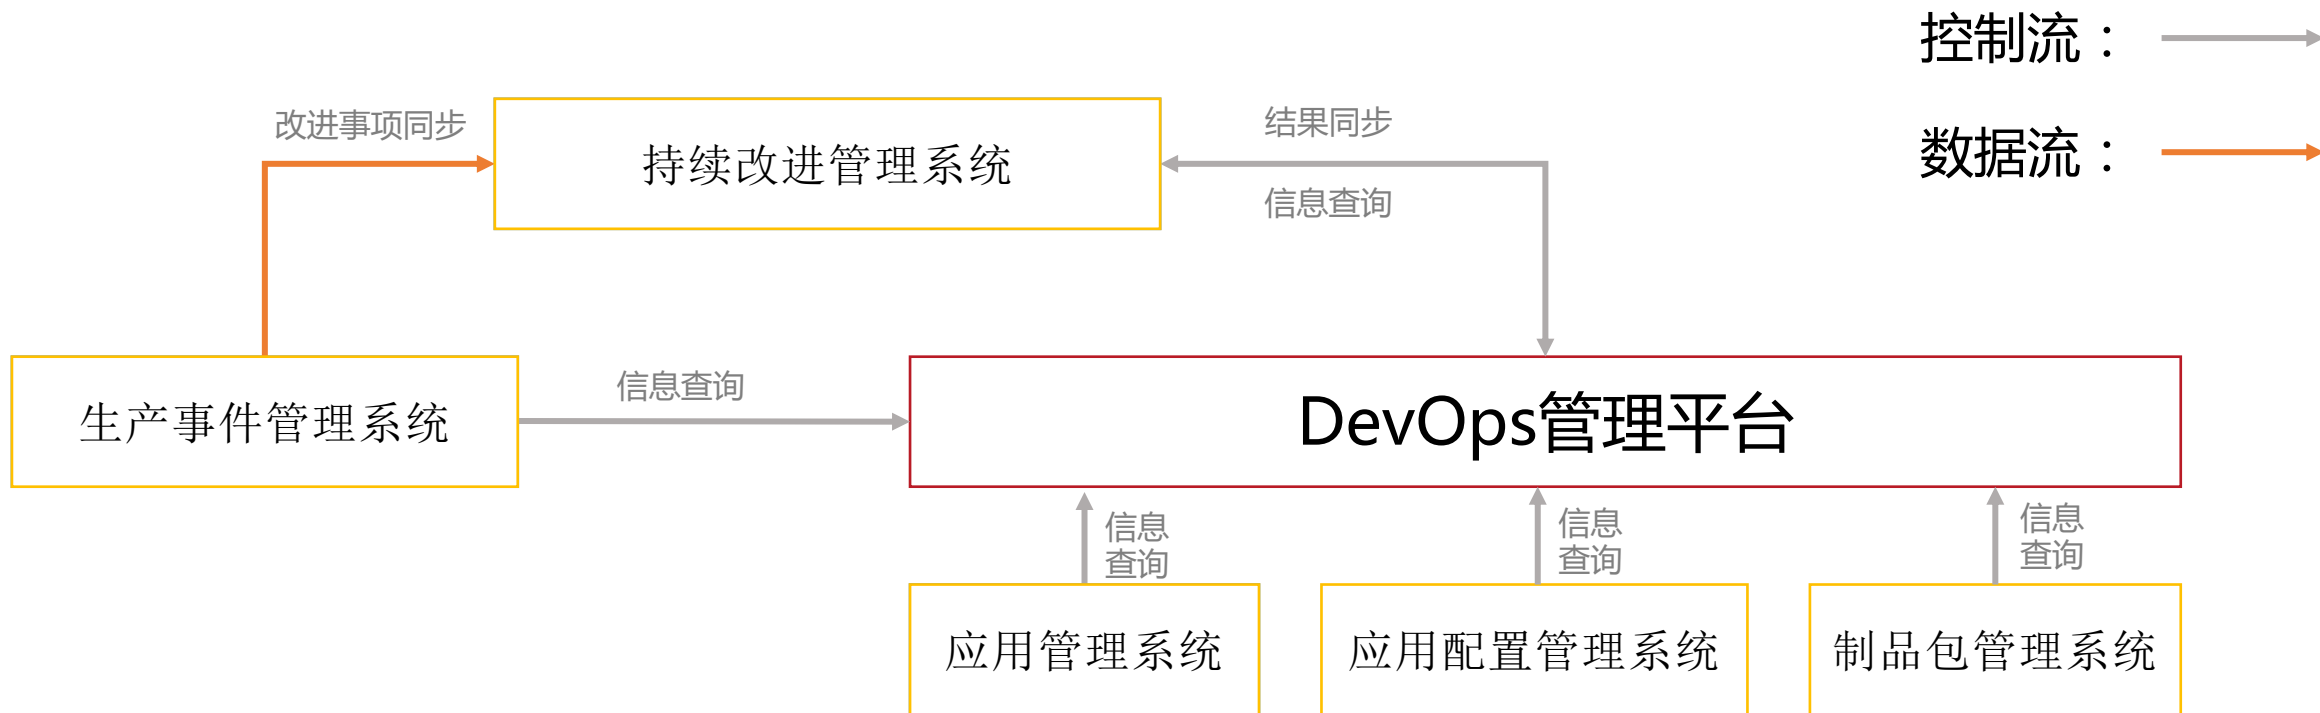 控制流：
数据流：
改进事项同步
持续改进管理系统
结果同步
信息查询
生产事件管理系统
信息查询
DevOps管理平台
信息
查询
信息
查询
信息
查询
应用管理系统
应用配置管理系统
制品包管理系统